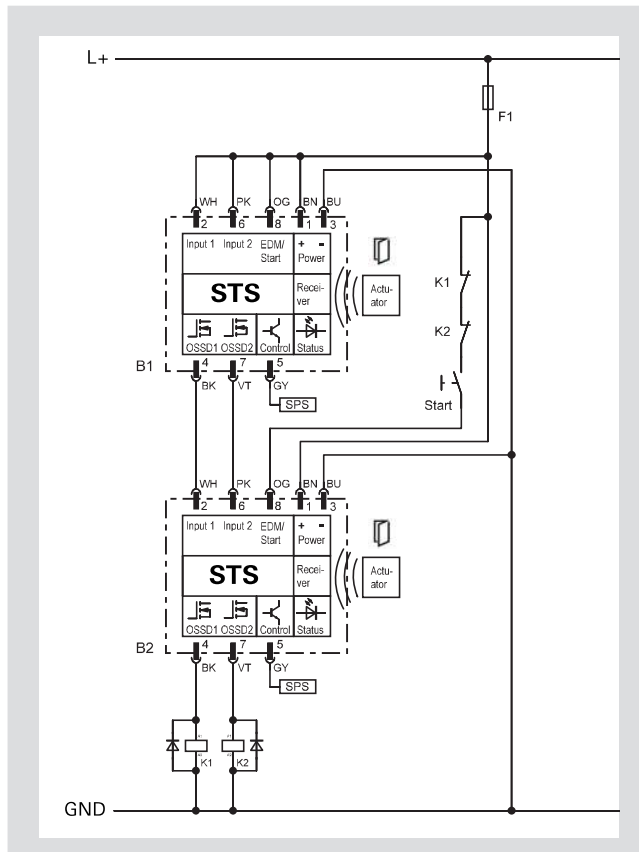 L+
F1
WH PK OG BN BU
2 6 8 1 3
Input 1 Input 2 EDM/ + -
Start Power
STS Recei-
ver
Actu-
ator
K1
K2
OSSD1 OSSD2 Control Status
B1 4 7 5
BK VT GY
SPS
Start
WH PK OG BN BU
2 6 8 1 3
Input 1 Input 2 EDM/ + -
Start Power
STS Recei-
ver
Actu-
ator
OSSD1 OSSD2 Control Status
B2 4 7 5
BK VT GY
SPS
K1 K2
GND